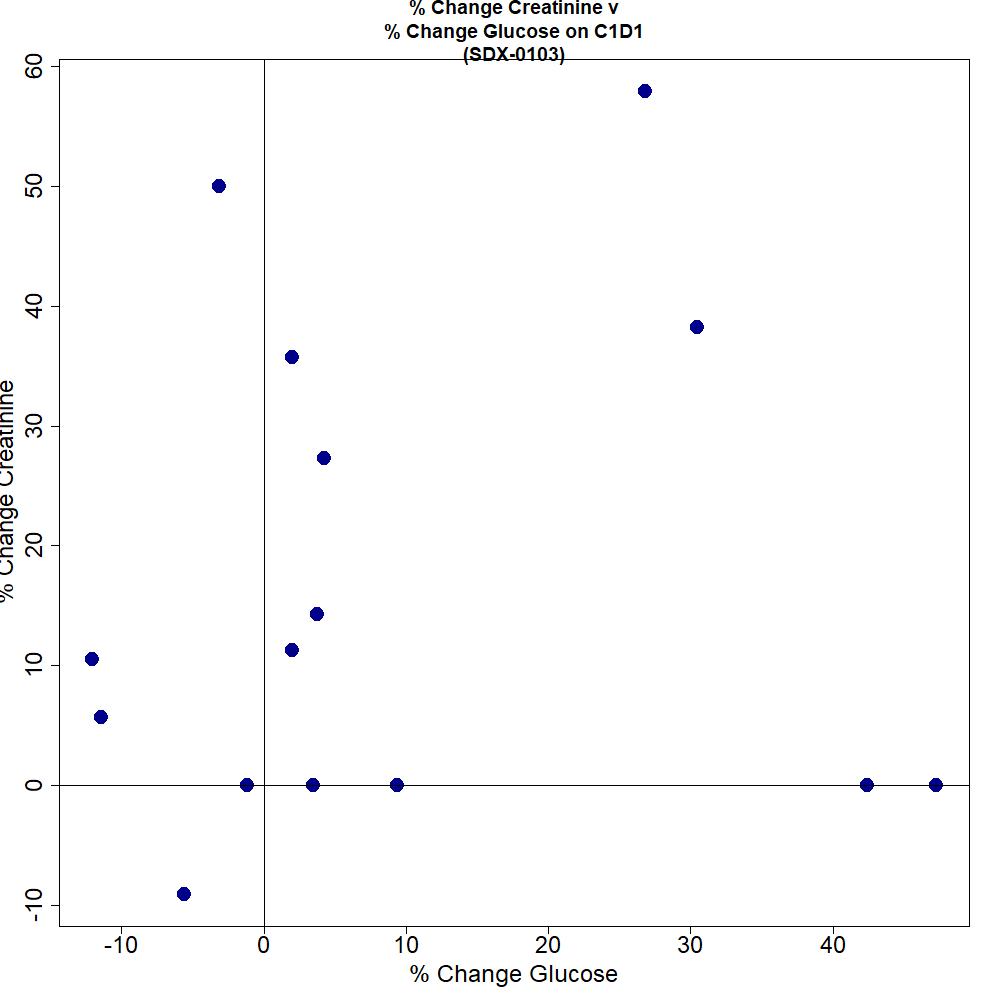 % Change Creatinine v
% Change Glucose on C1D1
(SDX-0103)
60
50
40
30
20
10
0
-10
% Change Creatinine
-10
0
10
20
30
40
% Change Glucose